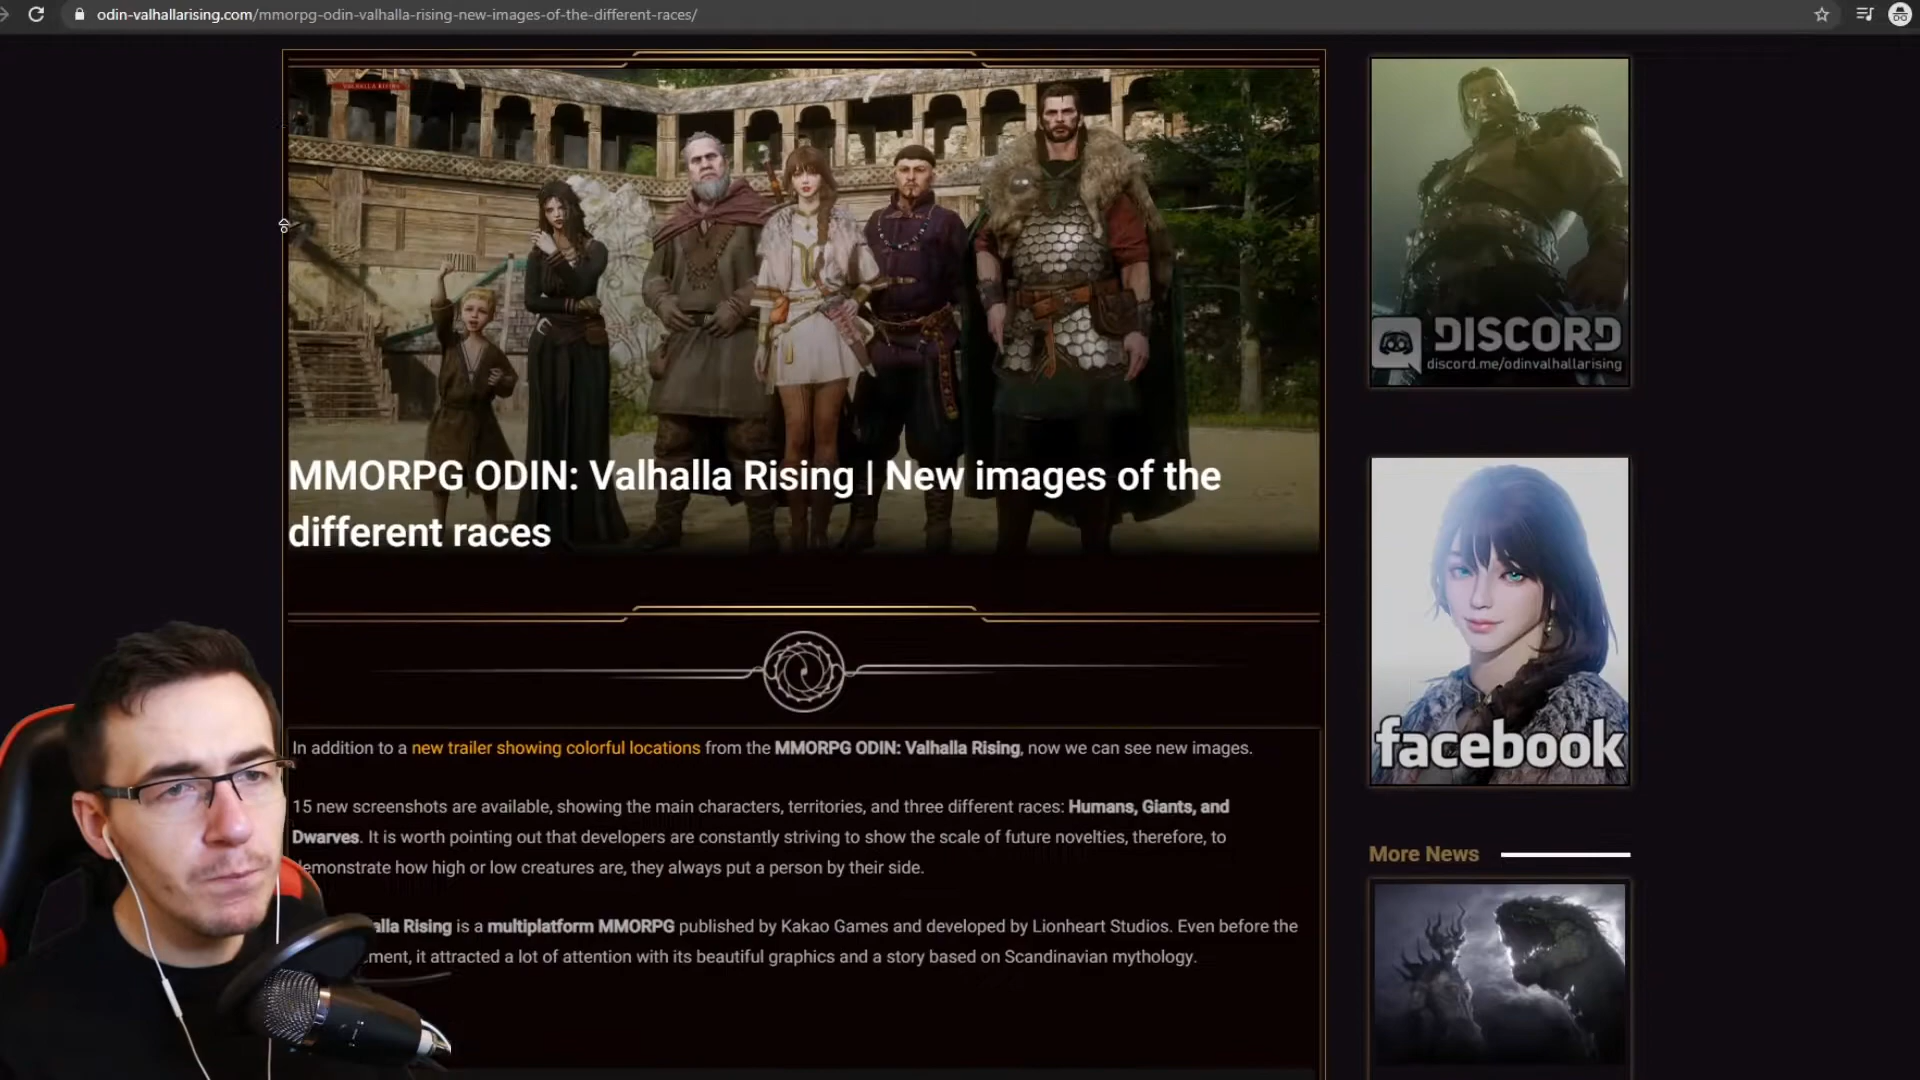 odin-valhallarising.com/mmorpg-odin-valhalla-rising-new-images-of-the-different-races/
VALHALLA RISING
MMORPG ODIN: Valhalla Rising | New images of the
different races
In addition to a new trailer showing colorful locations from the MMORPG ODIN: Valhalla Rising, now we can see new images.
15 new screenshots are available, showing the main characters, territories, and three different races: Humans, Giants, and
Dwarves. It is worth pointing out that developers are constantly striving to show the scale of future novelties, therefore, to
demonstrate how high or low creatures are, they always put a person by their side.
alla Rising is a multiplatform MMORPG published by Kakao Games and developed by Lionheart Studios. Even before the
ment, it attracted a lot of attention with its beautiful graphics and a story based on Scandinavian mythology.
DISCORD
discord.me/odinvalhallarising
facebook
More News